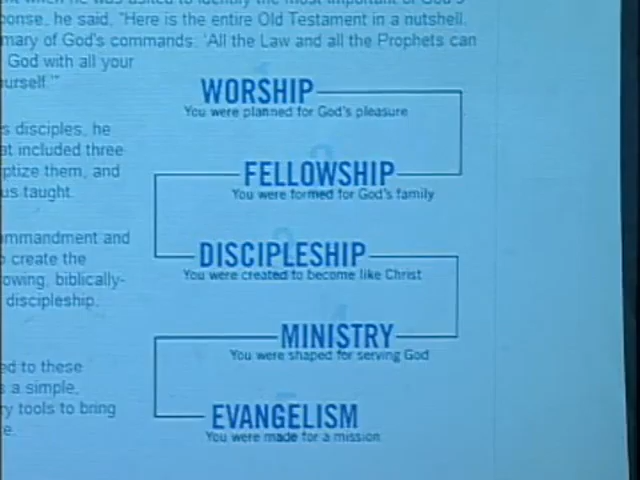 ponse, he said, "Here is the entire Old Testament in a nutshell.
mary of God's commands: 'All the Law and all the Prophets can
God with all your
urself.'"
s disciples, he
at included three
ptize them, and
us taught.
ommandment and
o create the
owing, biblically-
discipleship.
ed to these
s a simple,
ry tools to bring
e.
WORSHIP
You were planned for God's pleasure
FELLOWSHIP
You were formed for God's family
DISCIPLESHIP
You were created to become like Christ
MINISTRY
You were shaped for serving God
EVANGELISM
You were made for a mission